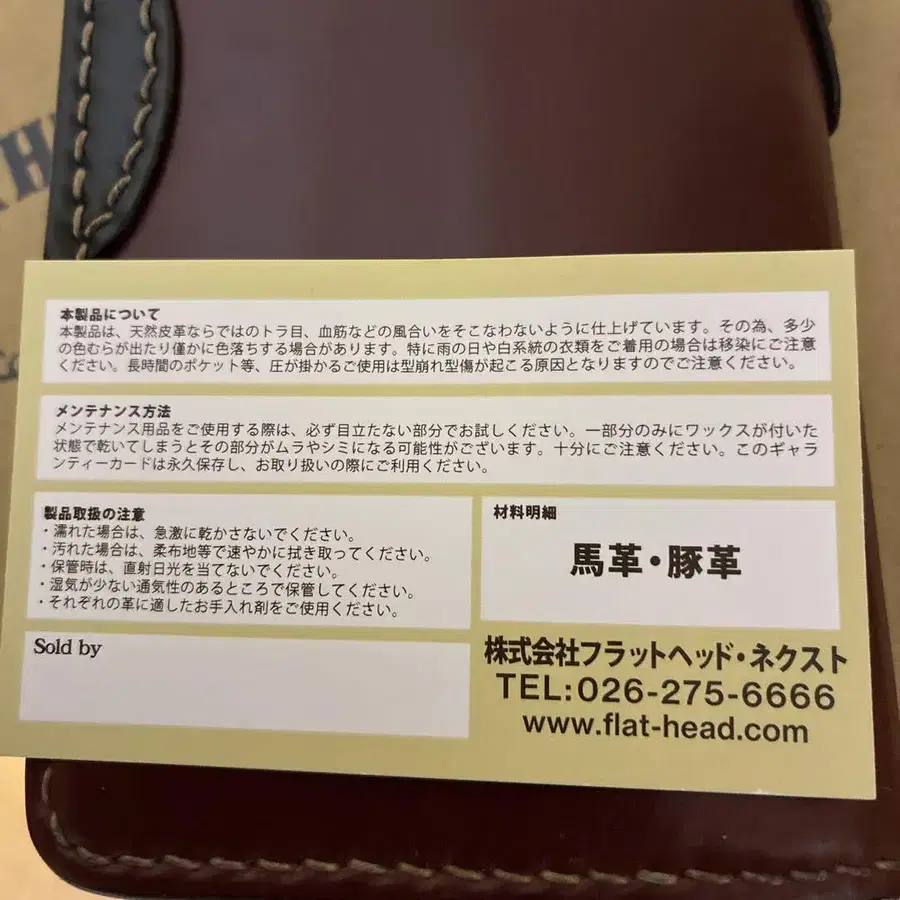 本製品について
本製品は、天然皮革ならではのトラ目、血筋などの風合いをそこなわないように仕上げています。その為、多少
の色むらが出たり僅かに色落ちする場合があります。特に雨の日や白系統の衣類をご着用の場合は移染にご注意
ください。長時間のポケット等、圧が掛かるご使用は型崩れ型傷が起こる原因となりますのでご注意ください。
メンテナンス方法
メンテナンス用品をご使用する際は、必ず目立たない部分でお試しください。一部分のみにワックスが付いた
状態で乾いてしまうとその部分がムラやシミになる可能性がございます。十分にご注意ください。このギャラ
ンティーカードは永久保存し、お取り扱いの際にご利用ください。
製品取扱の注意
・濡れた場合は、急激に乾かさないでください。
・汚れた場合は、柔布地等で速やかに拭き取ってください。
・保管時は、直射日光を当てないでください。
・湿気が少ない通気性のあるところで保管してください。
・それぞれの革に適したお手入れ剤をご使用ください。
材料明細
馬革・豚革
Sold by
株式会社フラットヘッド・ネクスト
TEL:026-275-6666
www.flat-head.com